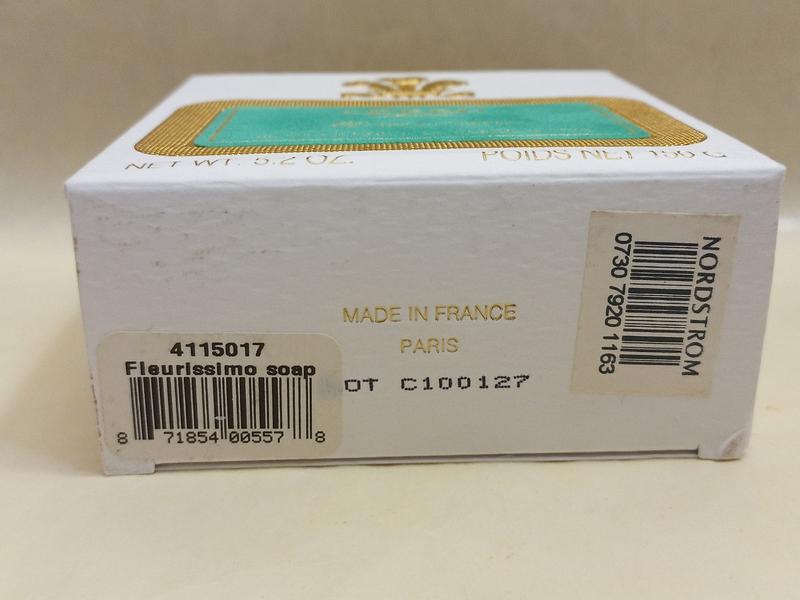 NET WT. 5.2 OZ.
POIDS NET 150 G
MADE IN FRANCE
PARIS
OT C100127
4115017
Fleurissimo soap
8 71854 00557 8
NORDSTROM
0730 7920 1163